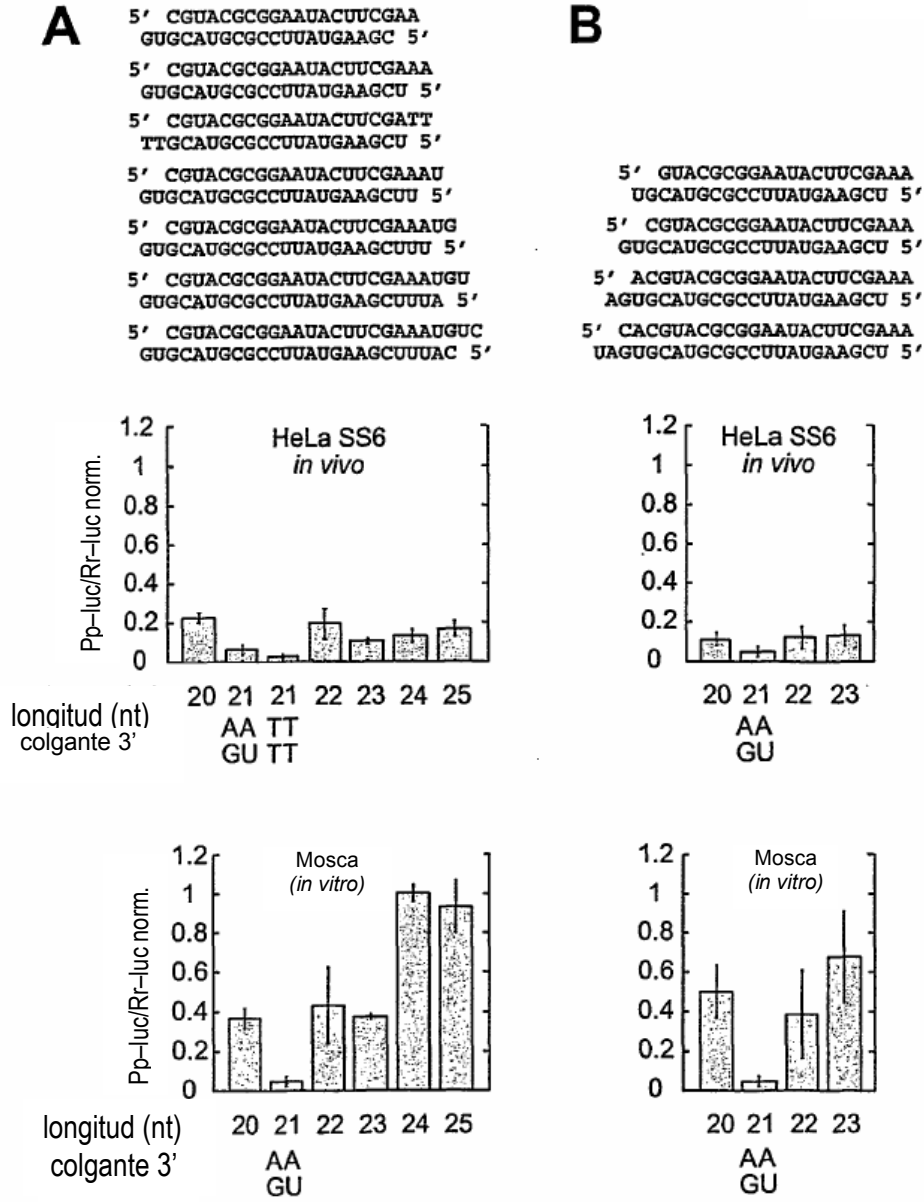 A
5' CGUACGCGGAAUACUUCGAA
GUGCAUGCGCCUUAUGAAGC 5'
5' CGUACGCGGAAUACUUCGAAA
GUGCAUGCGCCUUAUGAAGCU 5'
5' CGUACGCGGAAUACUUCGATT
TTGCAUGCGCCUUAUGAAGCU 5'
5' CGUACGCGGAAUACUUCGAAAU
GUGCAUGCGCCUUAUGAAGCUU 5'
5' CGUACGCGGAAUACUUCGAAAUG
GUGCAUGCGCCUUAUGAAGCUUU 5'
5' CGUACGCGGAAUACUUCGAAAUGU
GUGCAUGCGCCUUAUGAAGCUUUA 5'
5' CGUACGCGGAAUACUUCGAAAUGUC
GUGCAUGCGCCUUAUGAAGCUUUAC 5'
B
5' GUACGCGGAAUACUUCGAAA
UGCAUGCGCCUUAUGAAGCU 5'
5' CGUACGCGGAAUACUUCGAAA
GUGCAUGCGCCUUAUGAAGCU 5'
5' ACGUACGCGGAAUACUUCGAAA
AGUGCAUGCGCCUUAUGAAGCU 5'
5' CACGUACGCGGAAUACUUCGAAA
UAGUGCAUGCGCCUUAUGAAGCU 5'
Pp-luc/Rr-luc norm.
1.2
1
0.8
0.6
0.4
0.2
0
HeLa SS6
in vivo
20 21 21 22 23 24 25
AA TT
GU TT
longitud (nt)
colgante 3'
1.2
1
0.8
0.6
0.4
0.2
0
HeLa SS6
in vivo
20 21 22 23
AA
GU
Pp-luc/Rr-luc norm.
1.2
1
0.8
0.6
0.4
0.2
0
Mosca
(in vitro)
20 21 22 23 24 25
AA
GU
longitud (nt)
colgante 3'
1.2
1
0.8
0.6
0.4
0.2
0
Mosca
(in vitro)
20 21 22 23
AA
GU